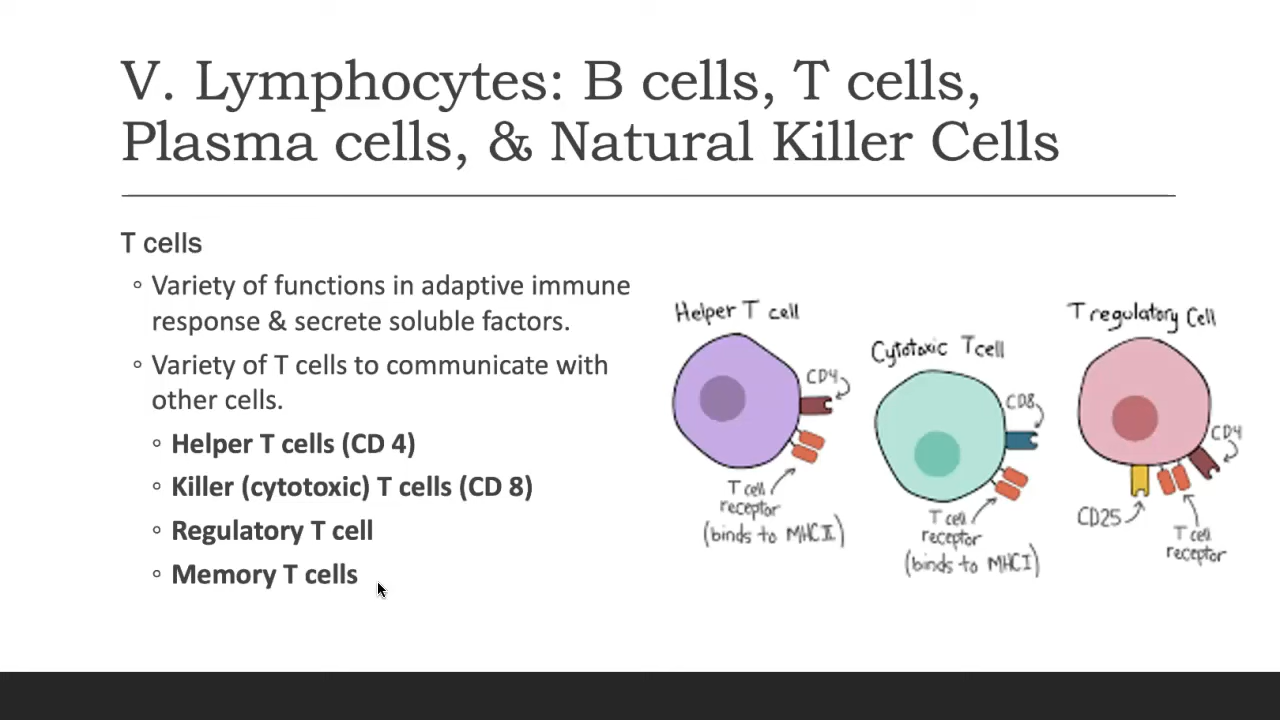 V. Lymphocytes: B cells, T cells,
Plasma cells, & Natural Killer Cells
T cells
◦ Variety of functions in adaptive immune
response & secrete soluble factors.
◦ Variety of T cells to communicate with
other cells.
◦ Helper T cells (CD 4)
◦ Killer (cytotoxic) T cells (CD 8)
◦ Regulatory T cell
◦ Memory T cells
Helper T cell
CD4
T cell
receptor
(binds to MHC II)
Cytotoxic T cell
CD8
T cell
receptor
(binds to MHC I)
T regulatory Cell
CD4
CD25
T cell
receptor